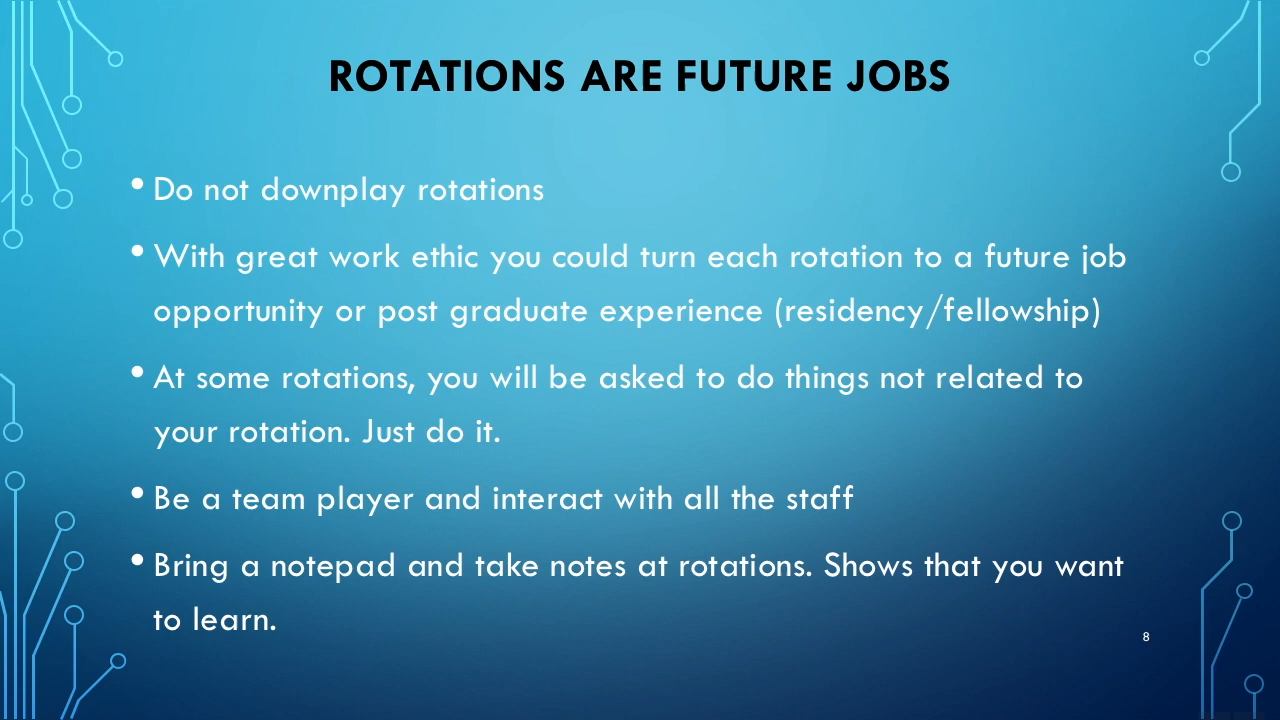 ROTATIONS ARE FUTURE JOBS
• Do not downplay rotations
• With great work ethic you could turn each rotation to a future job
opportunity or post graduate experience (residency/fellowship)
• At some rotations, you will be asked to do things not related to
your rotation. Just do it.
• Be a team player and interact with all the staff
• Bring a notepad and take notes at rotations. Shows that you want
to learn.
8